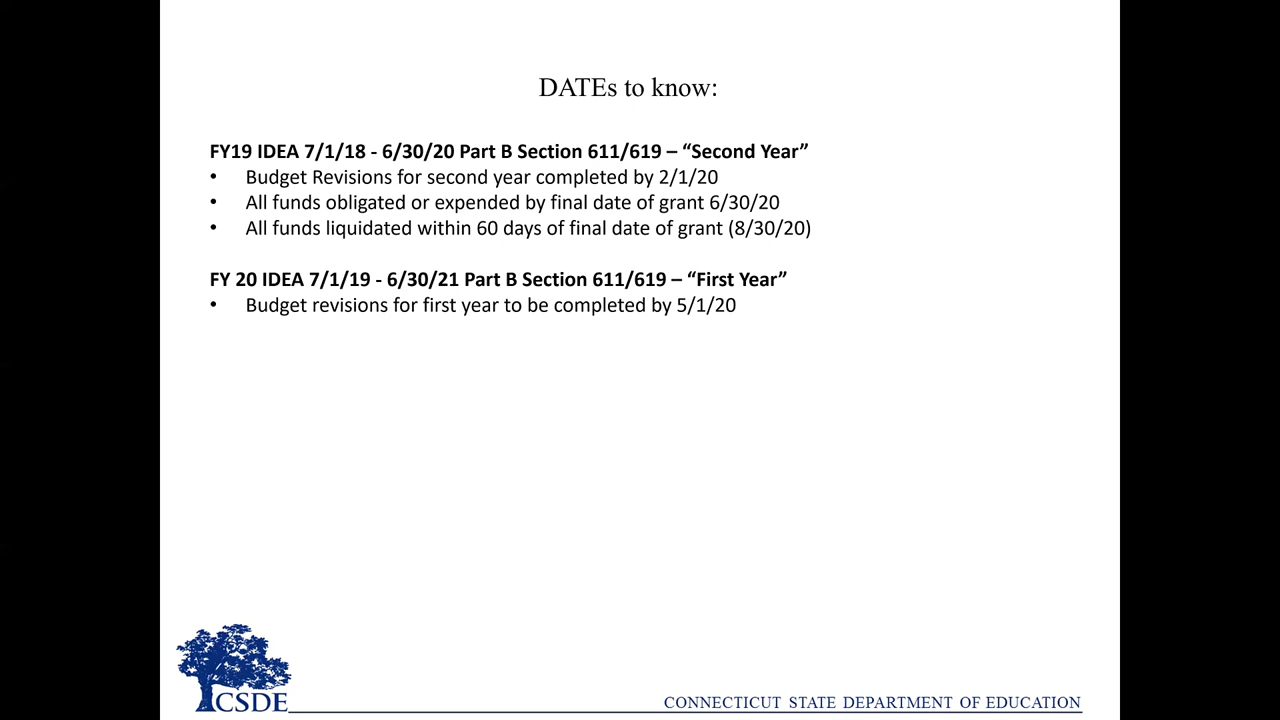 DATEs to know:
FY19 IDEA 7/1/18 - 6/30/20 Part B Section 611/619 – “Second Year”
• Budget Revisions for second year completed by 2/1/20
• All funds obligated or expended by final date of grant 6/30/20
• All funds liquidated within 60 days of final date of grant (8/30/20)
FY 20 IDEA 7/1/19 - 6/30/21 Part B Section 611/619 – “First Year”
• Budget revisions for first year to be completed by 5/1/20
CSDE
CONNECTICUT STATE DEPARTMENT OF EDUCATION